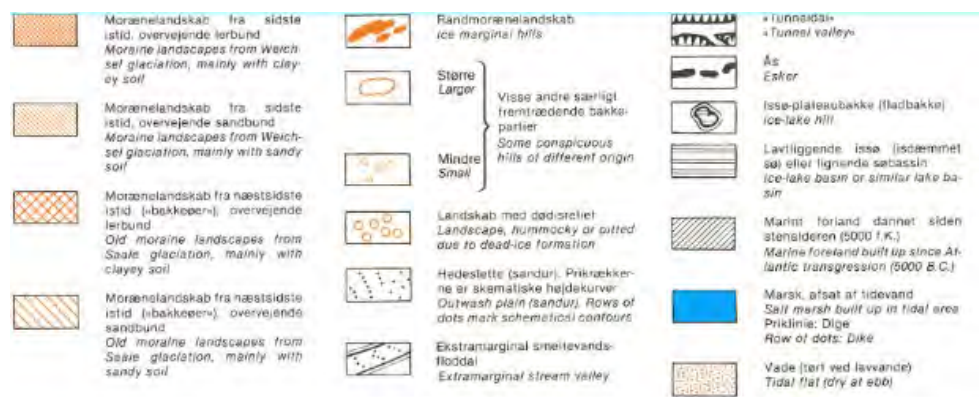 Morænelandskab fra sidste
istid, overvejende lerbund
Moraine landscapes from Weich-
sel glaciation, mainly with clay-
ey soil
Morænelandskab fra sidste
istid, overvejende sandbund
Moraine landscapes from Weich-
sel glaciation, mainly with sandy
soil
Morænelandskab fra næstsidste
istid («bakkeøer»), overvejende
lerbund
Old moraine landscapes from
Saale glaciation, mainly with
clayey soil
Morænelandskab fra næstsidste
istid («bakkeøer»), overvejende
sandbund
Old moraine landscapes from
Saale glaciation, mainly with
sandy soil
Randmorænelandskab
Ice marginal hills
Større
Larger
Mindre
Small
Visse andre særligt
fremtrædende bakke-
partier
Some conspicuous
hills of different origin
Landskab med dødisrelief
Landscape, hummocky or pitted
due to dead-ice formation
Hedeslette (sandur). Prikrækker-
ne er skematiske højdekurver
Outwash plain (sandur). Rows of
dots mark schematical contours
Ekstramarginal smeltevands-
floddal
Extramarginal stream valley
«Tunneldal»
«Tunnel valley»
Ås
Esker
Issø-plateaubakke (fladbakke)
Ice-lake hill
Lavtliggende issø (isdæmmet
sø) eller lignende søbassin
Ice-lake basin or similar lake ba-
sin
Marint forland dannet siden
stenalderen (5000 f.K.)
Marine foreland built up since At-
lantic transgression (5000 B.C.)
Marsk, afsat af tidevand
Salt marsh built up in tidal area
Priklinie: Dige
Row of dots: Dike
Vade (tørt ved lavvande)
Tidal flat (dry at ebb)